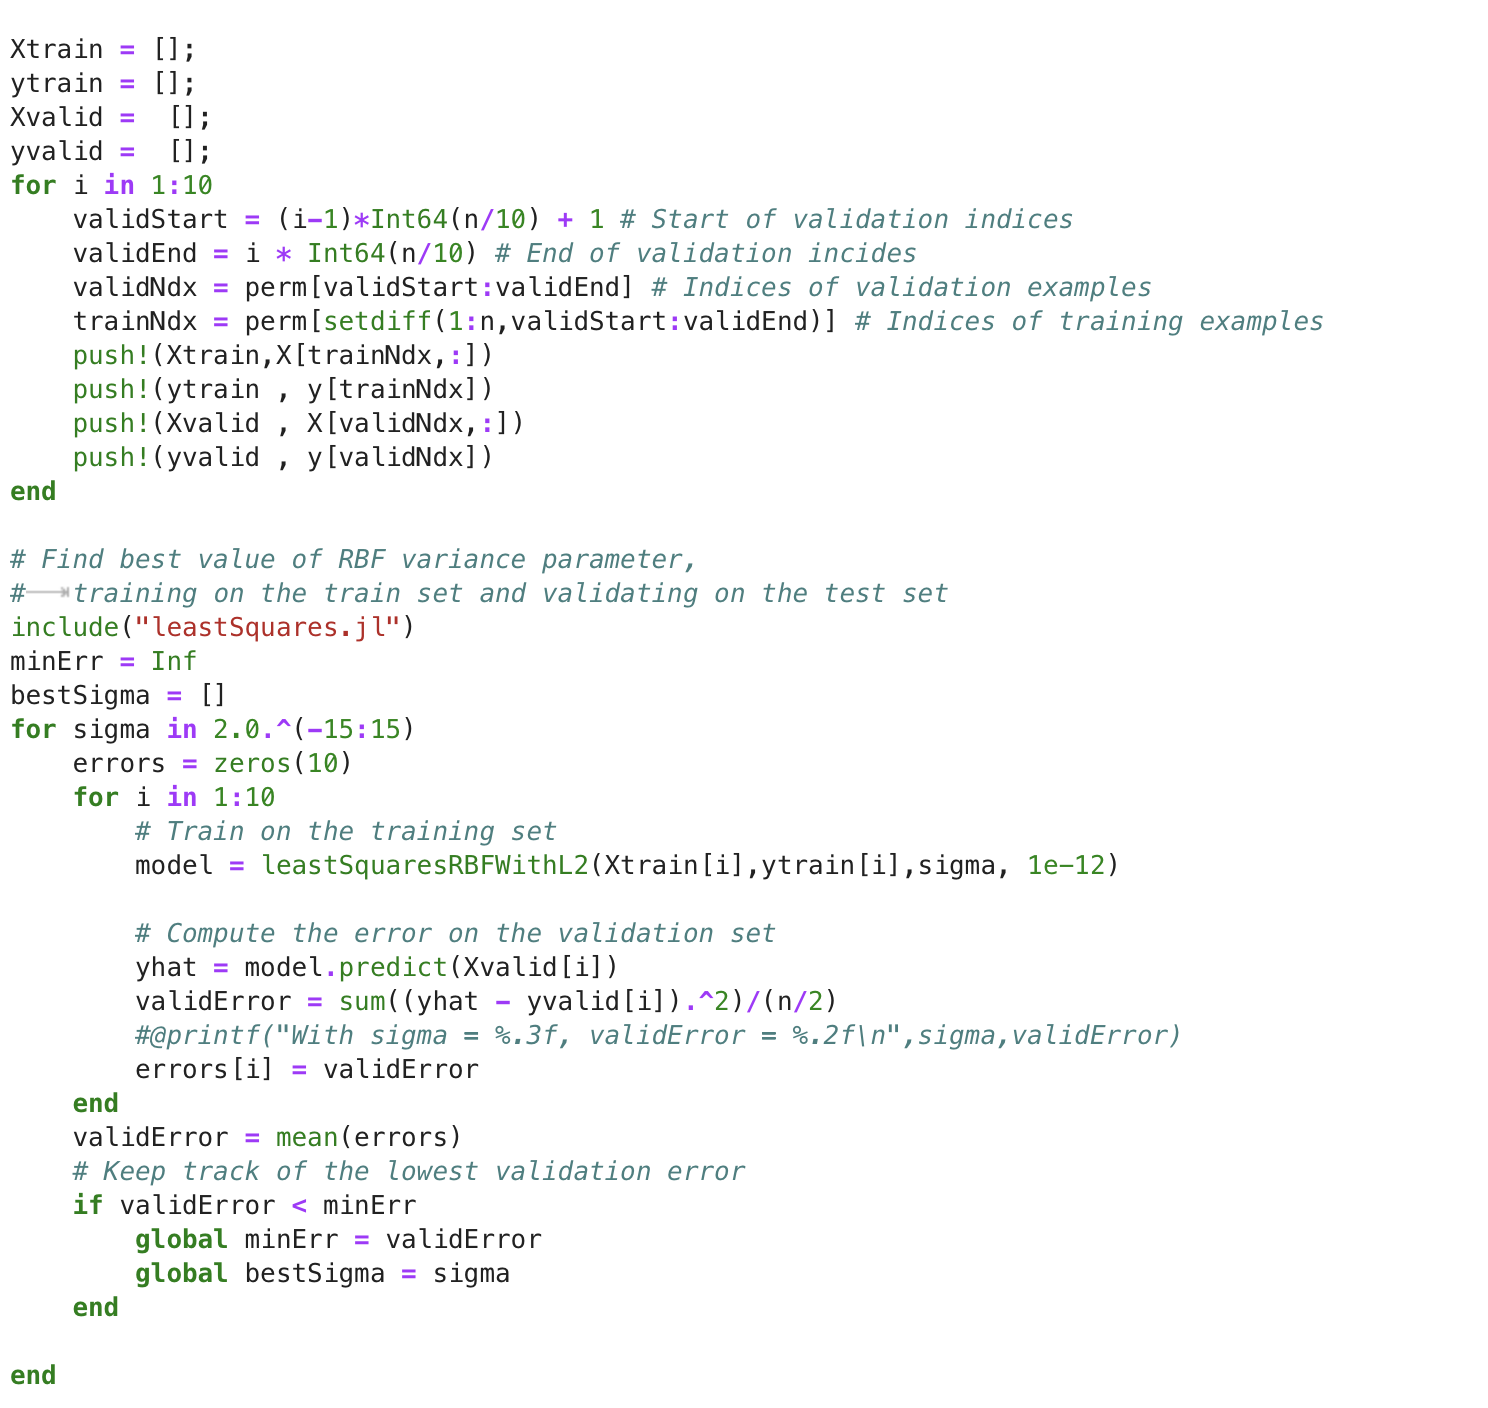 Xtrain = [];
ytrain = [];
Xvalid =  [];
yvalid =  [];
for i in 1:10
    validStart = (i-1)*Int64(n/10) + 1 # Start of validation indices
    validEnd = i * Int64(n/10) # End of validation incides
    validNdx = perm[validStart:validEnd] # Indices of validation examples
    trainNdx = perm[setdiff(1:n,validStart:validEnd)] # Indices of training examples
    push!(Xtrain,X[trainNdx,:])
    push!(ytrain , y[trainNdx])
    push!(Xvalid , X[validNdx,:])
    push!(yvalid , y[validNdx])
end

# Find best value of RBF variance parameter,
#	training on the train set and validating on the test set
include("leastSquares.jl")
minErr = Inf
bestSigma = []
for sigma in 2.0.^(-15:15)
    errors = zeros(10)
    for i in 1:10
        # Train on the training set
        model = leastSquaresRBFWithL2(Xtrain[i],ytrain[i],sigma, 1e-12)

        # Compute the error on the validation set
        yhat = model.predict(Xvalid[i])
        validError = sum((yhat - yvalid[i]).^2)/(n/2)
        #@printf("With sigma = %.3f, validError = %.2f\n",sigma,validError)
        errors[i] = validError
    end
    validError = mean(errors)
    # Keep track of the lowest validation error
    if validError < minErr
        global minErr = validError
        global bestSigma = sigma
    end

end